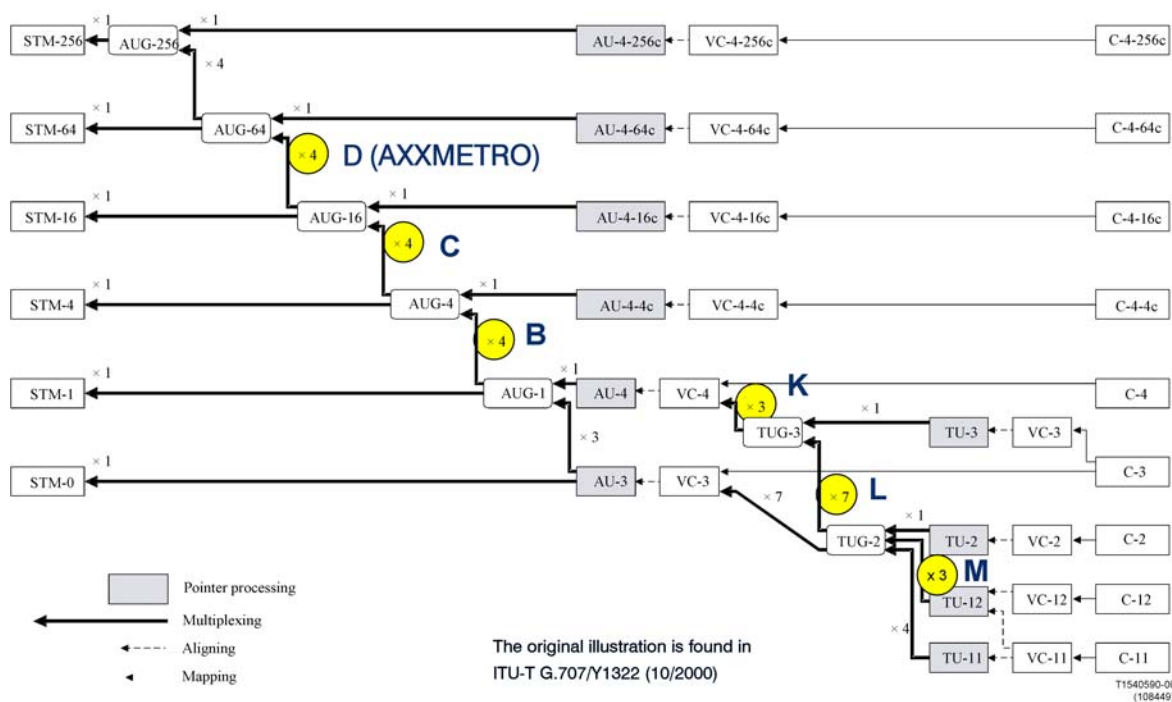 × 1
× 1
STM-256
AUG-256
AU-4-256c
VC-4-256c
C-4-256c
× 4
× 1
× 1
STM-64
AUG-64
AU-4-64c
VC-4-64c
C-4-64c
× 4
D (AXXMETRO)
× 1
× 1
STM-16
AUG-16
AU-4-16c
VC-4-16c
C-4-16c
× 4
C
× 1
× 1
STM-4
AUG-4
AU-4-4c
VC-4-4c
C-4-4c
× 4
B
× 1
× 1
STM-1
AUG-1
AU-4
VC-4
C-4
× 3
K
× 1
TUG-3
TU-3
VC-3
× 3
× 1
STM-0
AU-3
VC-3
C-3
× 7
× 7
L
× 1
TUG-2
TU-2
VC-2
C-2
x 3
M
TU-12
VC-12
C-12
× 4
TU-11
VC-11
C-11
Pointer processing
Multiplexing
Aligning
Mapping
The original illustration is found in
ITU-T G.707/Y1322 (10/2000)
(108449